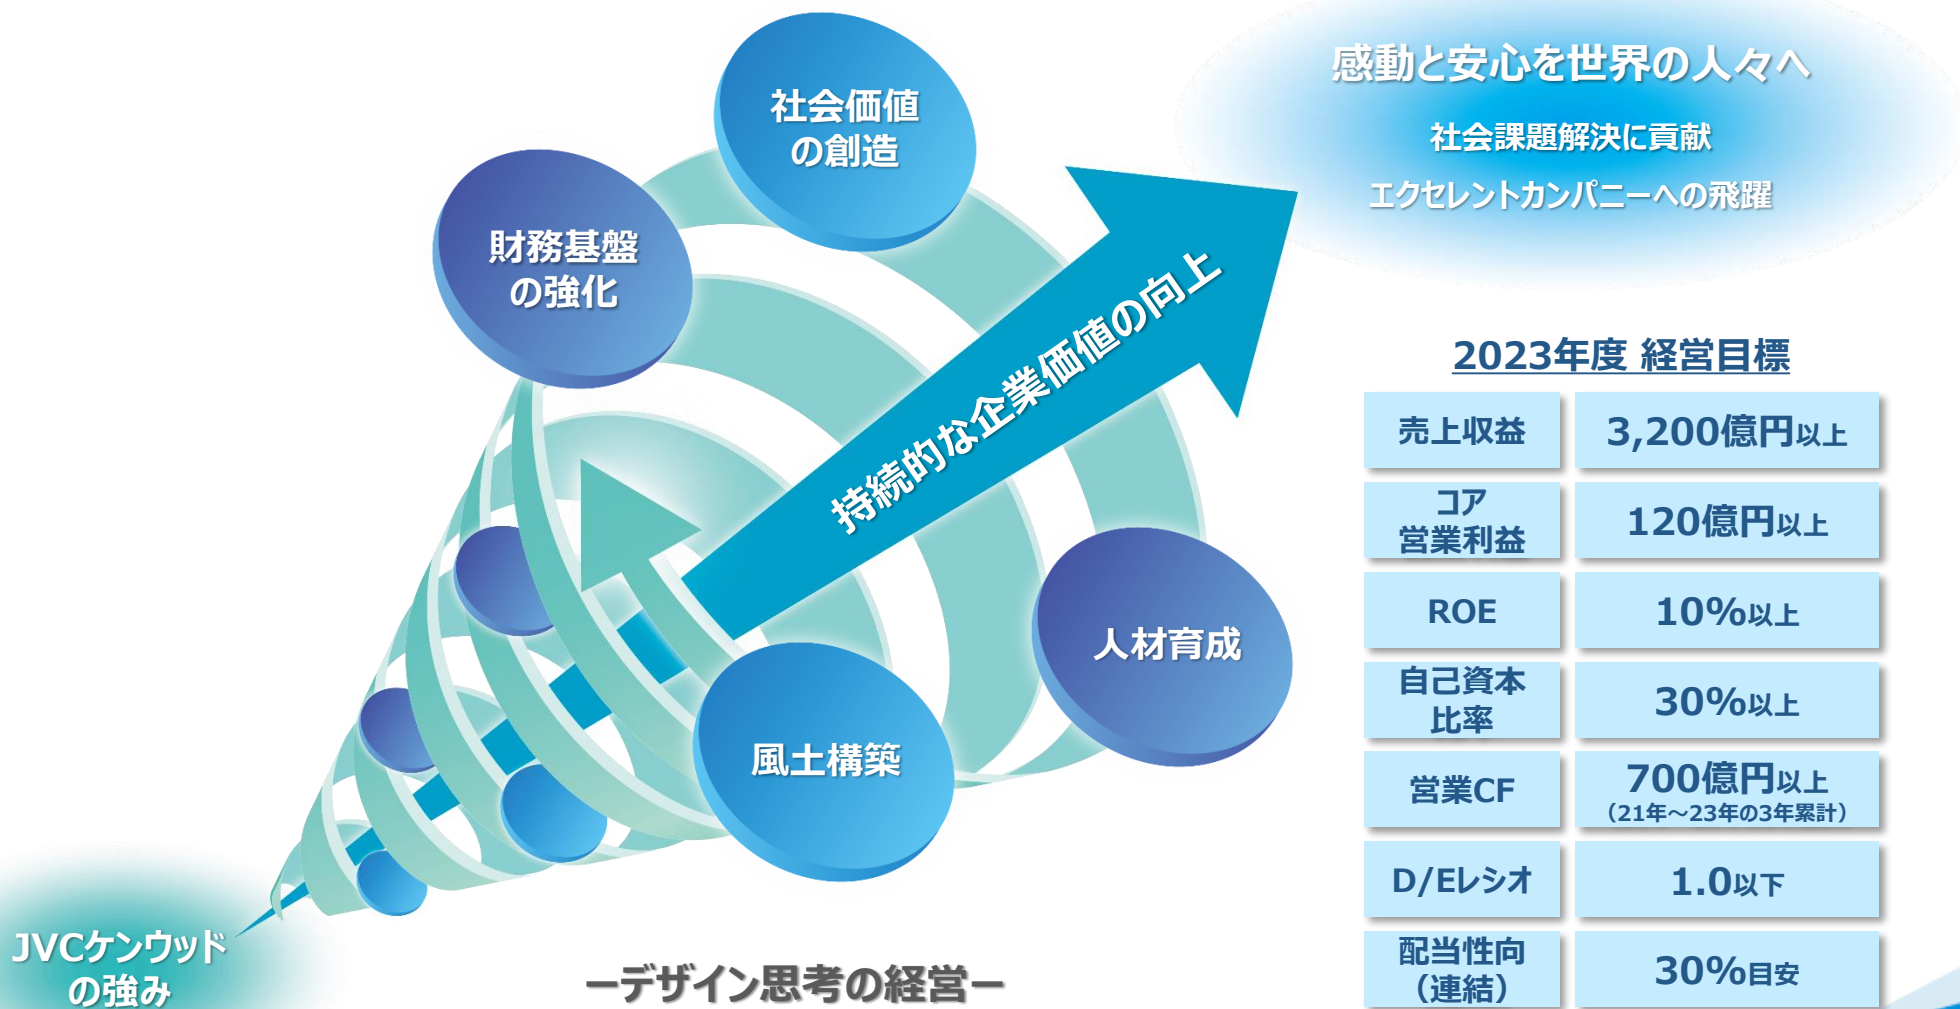 感動と安心を世界の人々へ
社会課題解決に貢献
エクセレントカンパニーへの飛躍
社会価値
の創造
財務基盤
の強化
持続的な企業価値の向上
人材育成
風土構築
JVCケンウッド
の強み
ーデザイン思考の経営ー
2023年度 経営目標
売上収益
3,200億円以上
コア
営業利益
120億円以上
ROE
10%以上
自己資本
比率
30%以上
営業CF
700億円以上
（21年～23年の3年累計）
D/Eレシオ
1.0以下
配当性向
（連結）
30%目安